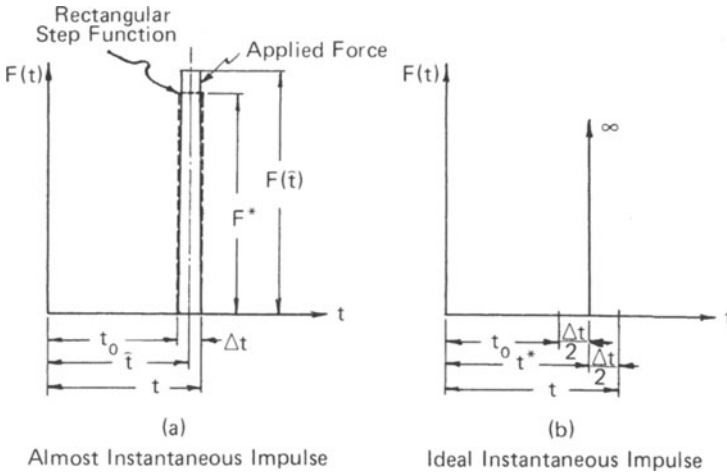 Rectangular
Step Function
Applied Force
F(t)
F(t̄)
F*
t
t₀
Δt
t̄
t
(a)
Almost Instantaneous Impulse
F(t)
∞
t
t₀
Δt/2
t*
Δt/2
t
(b)
Ideal Instantaneous Impulse